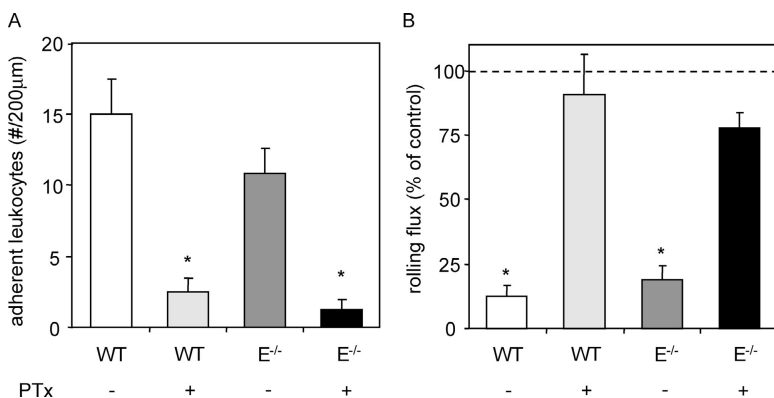 A
adherent leukocytes (#/200µm)
20
15
10
5
0
*
*
WT WT E-/- E-/-
PTx - + - +
B
rolling flux (% of control)
100
75
50
25
0
*
*
WT WT E-/- E-/-
- + - +